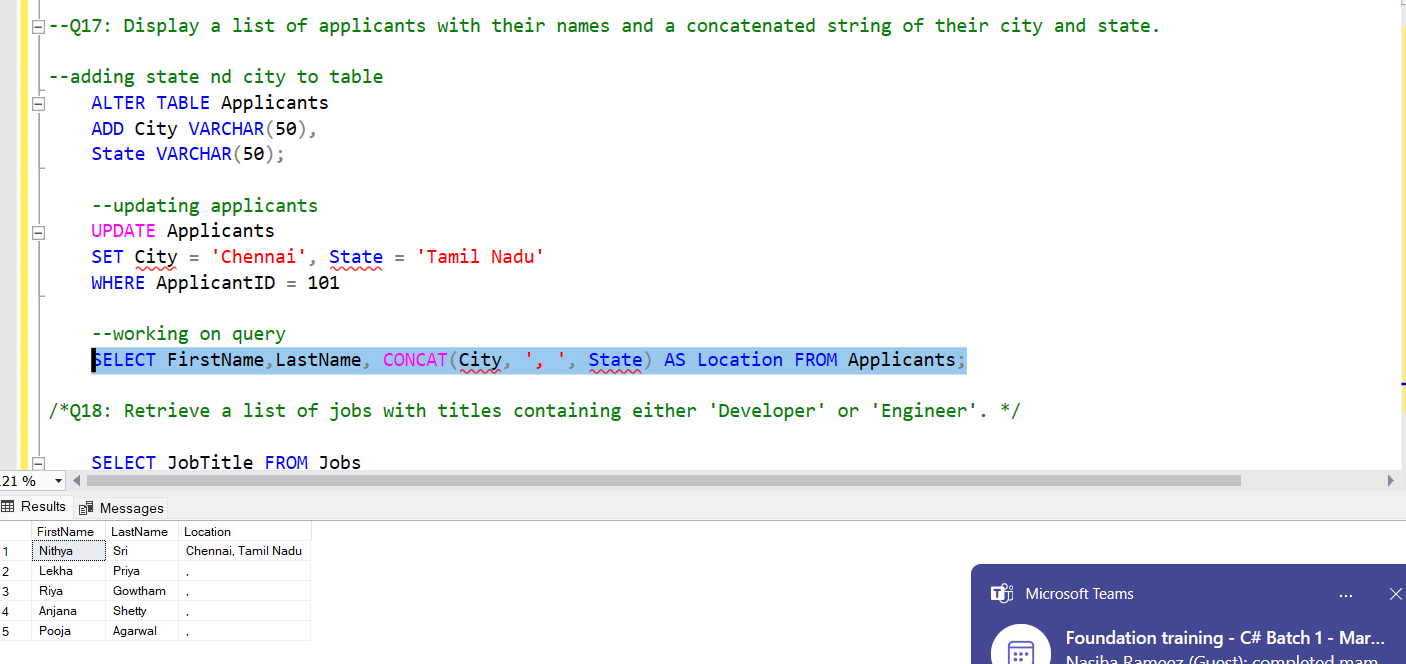 --Q17: Display a list of applicants with their names and a concatenated string of their city and state.
--adding state nd city to table
ALTER TABLE Applicants
ADD City VARCHAR(50),
State VARCHAR(50);
--updating applicants
UPDATE Applicants
SET City = 'Chennai', State = 'Tamil Nadu'
WHERE ApplicantID = 101
--working on query
SELECT FirstName,LastName, CONCAT(City, ', ', State) AS Location FROM Applicants;
/*Q18: Retrieve a list of jobs with titles containing either 'Developer' or 'Engineer'. */
SELECT JobTitle FROM Jobs
21 %
Results Messages
FirstName LastName Location
1 Nithya Sri Chennai, Tamil Nadu
2 Lekha Priya ,
3 Riya Gowtham ,
4 Anjana Shetty ,
5 Pooja Agarwal ,
Microsoft Teams
Foundation training - C# Batch 1 - Mar...
Nasiba Rameez (Guest): completed mam